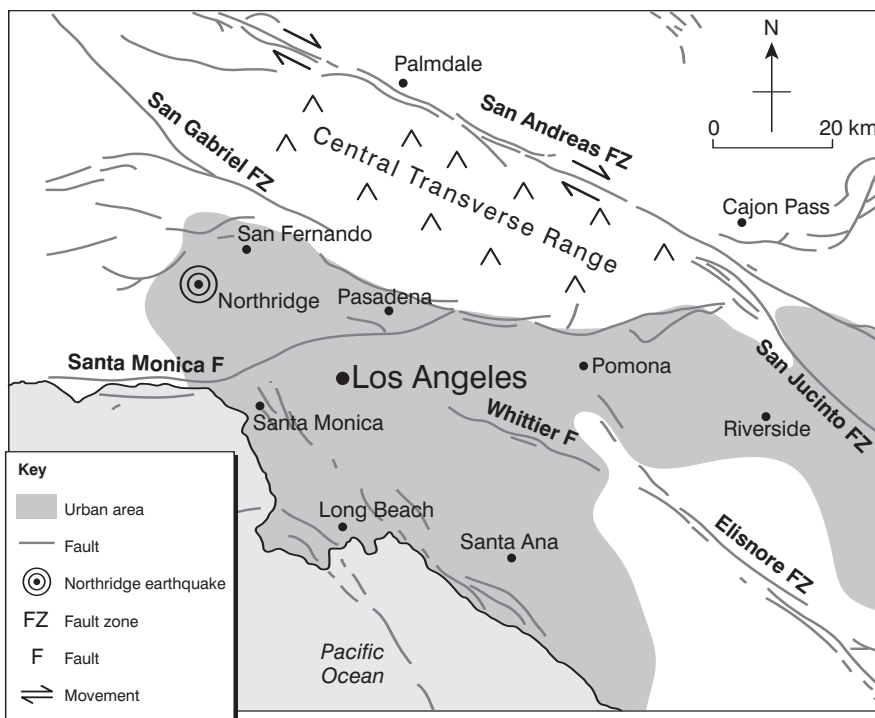 N
Palmdale
San Andreas FZ
0 20 km
San Gabriel FZ
Central Transverse Range
Cajon Pass
San Fernando
Northridge
Pasadena
Santa Monica F
Los Angeles
Pomona
San Jucinto FZ
Santa Monica
Whittier F
Riverside
Long Beach
Santa Ana
Elisnore FZ
Pacific
Ocean
Key
Urban area
Fault
Northridge earthquake
FZ Fault zone
F Fault
Movement